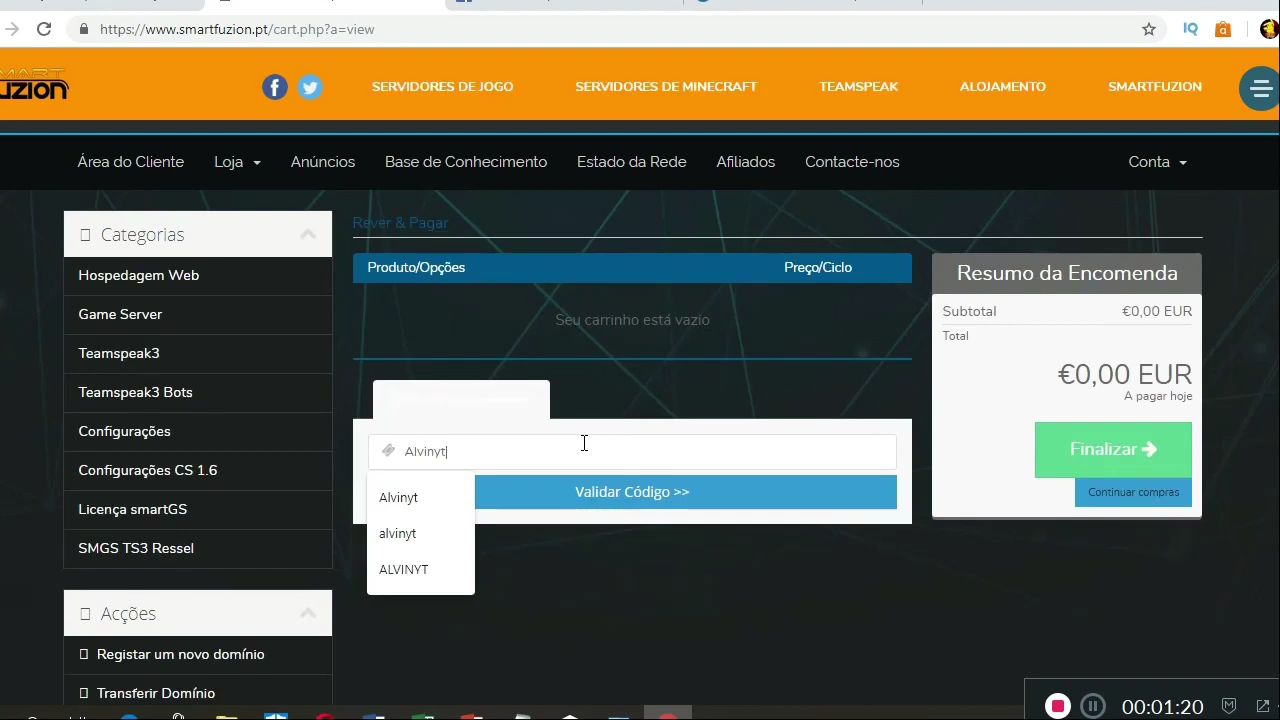 https://www.smartfuzion.pt/cart.php?a=view
IQ
a
FUZION
SERVIDORES DE JOGO
SERVIDORES DE MINECRAFT
TEAMSPEAK
ALOJAMENTO
SMARTFUZION
Área do Cliente
Loja
Anúncios
Base de Conhecimento
Estado da Rede
Afiliados
Contacte-nos
Conta
Categorias
Hospedagem Web
Game Server
Teamspeak3
Teamspeak3 Bots
Configurações
Configurações CS 1.6
Licença smartGS
SMGS TS3 Ressel
Acções
Registar um novo domínio
Transferir Domínio
Rever & Pagar
Produto/Opções
Preço/Ciclo
Seu carrinho está vazio
Alvinyt
Validar Código >>
Alvinyt
alvinyt
ALVINYT
Resumo da Encomenda
Subtotal €0,00 EUR
Total
€0,00 EUR
A pagar hoje
Finalizar
Continuar compras
00:01:20